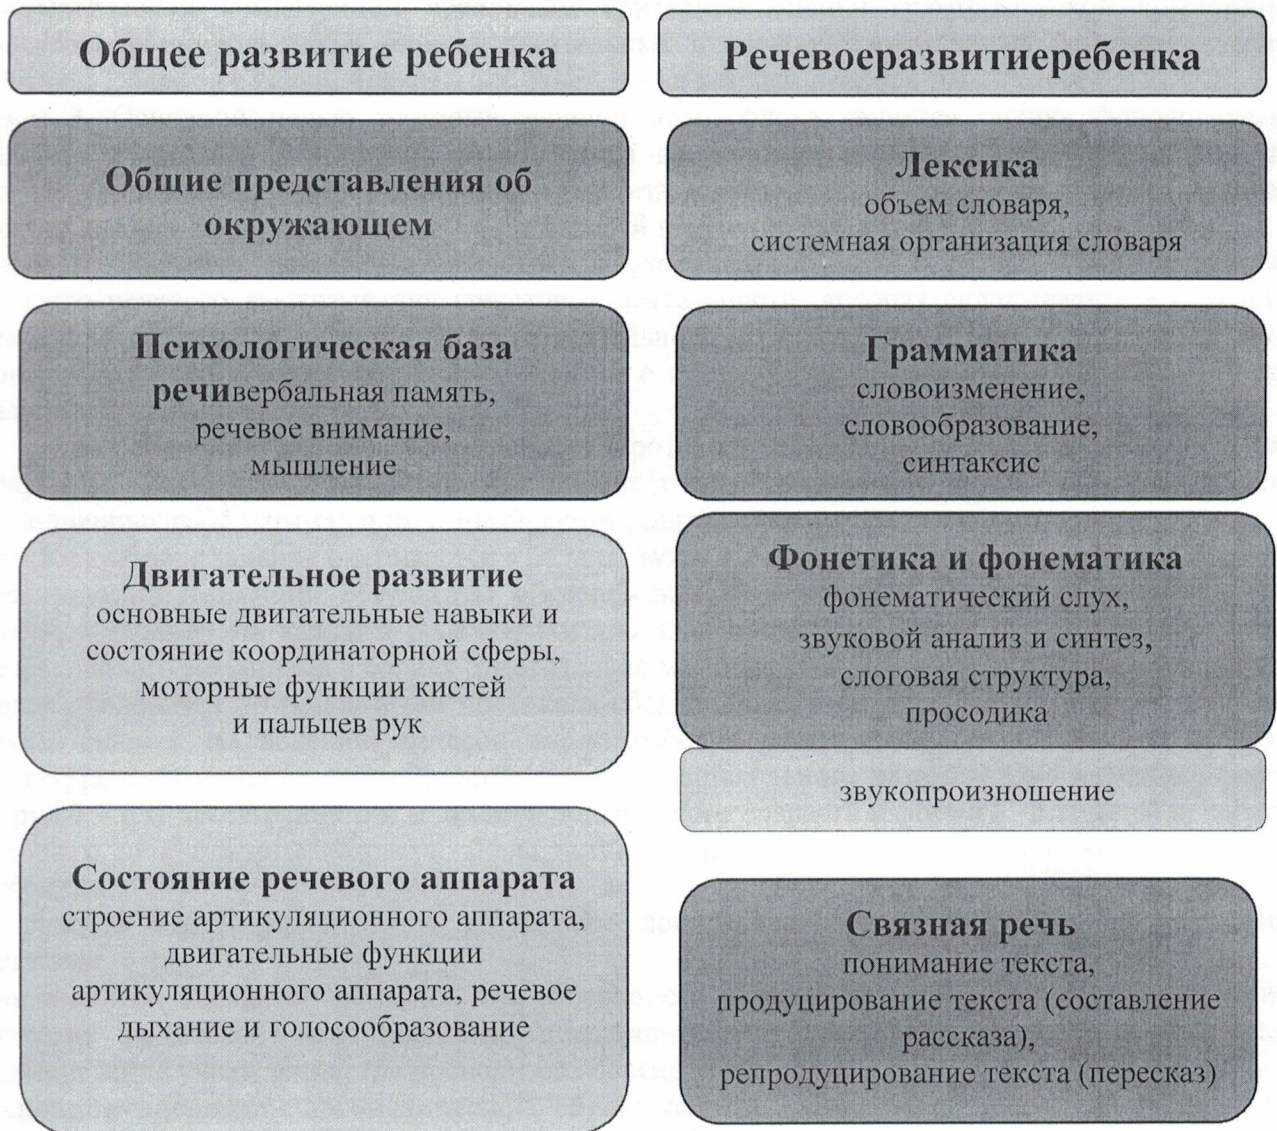 Общее развитие ребенка
Общие представления об
окружающем
Психологическая база
речивербальная память,
речевое внимание,
мышление
Двигательное развитие
основные двигательные навыки и
состояние координаторной сферы,
моторные функции кистей
и пальцев рук
Состояние речевого аппарата
строение артикуляционного аппарата,
двигательные функции
артикуляционного аппарата, речевое
дыхание и голосообразование
Речевоеразвитиеребенка
Лексика
объем словаря,
системная организация словаря
Грамматика
словоизменение,
словообразование,
синтаксис
Фонетика и фонематика
фонематический слух,
звуковой анализ и синтез,
слоговая структура,
просодика
звукопроизношение
Связная речь
понимание текста,
продуцирование текста (составление
рассказа),
репродуцирование текста (пересказ)